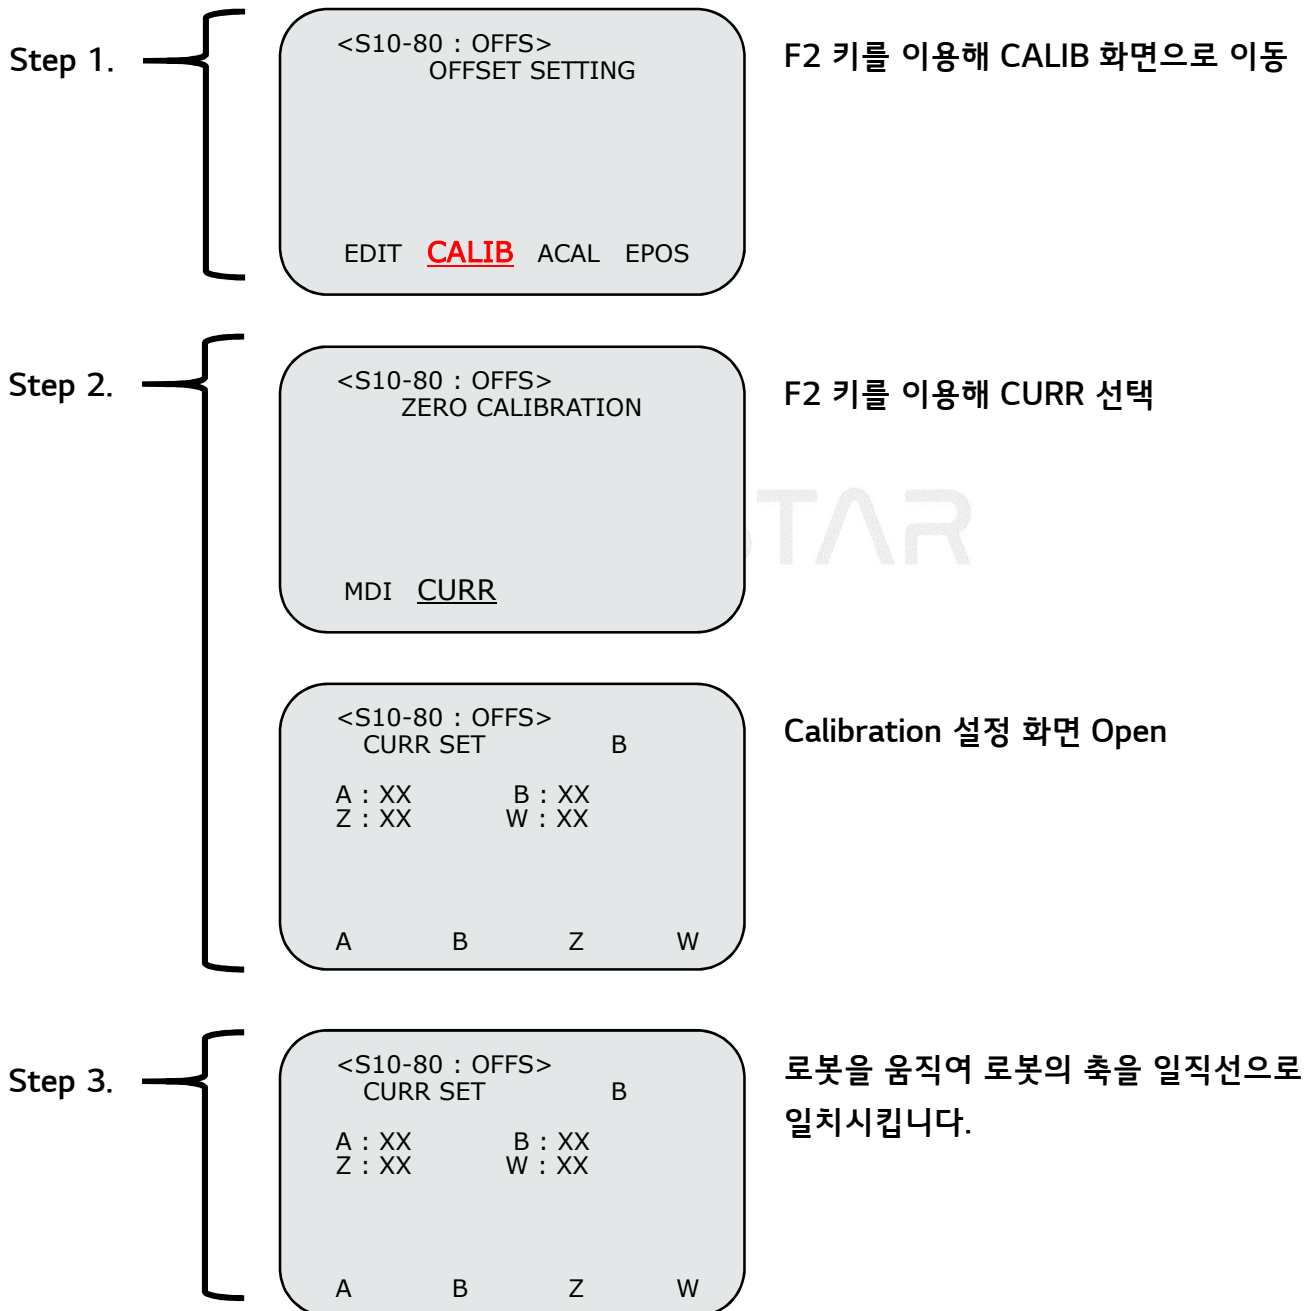 Step 1.
<S10-80 : OFFS>
OFFSET SETTING
EDIT CALIB ACAL EPOS
F2 키를 이용해 CALIB 화면으로 이동
Step 2.
<S10-80 : OFFS>
ZERO CALIBRATION
MDI CURR
F2 키를 이용해 CURR 선택
<S10-80 : OFFS>
CURR SET B
A : XX B : XX
Z : XX W : XX
A B Z W
Calibration 설정 화면 Open
Step 3.
<S10-80 : OFFS>
CURR SET B
A : XX B : XX
Z : XX W : XX
A B Z W
로봇을 움직여 로봇의 축을 일직선으로
일치시킵니다.